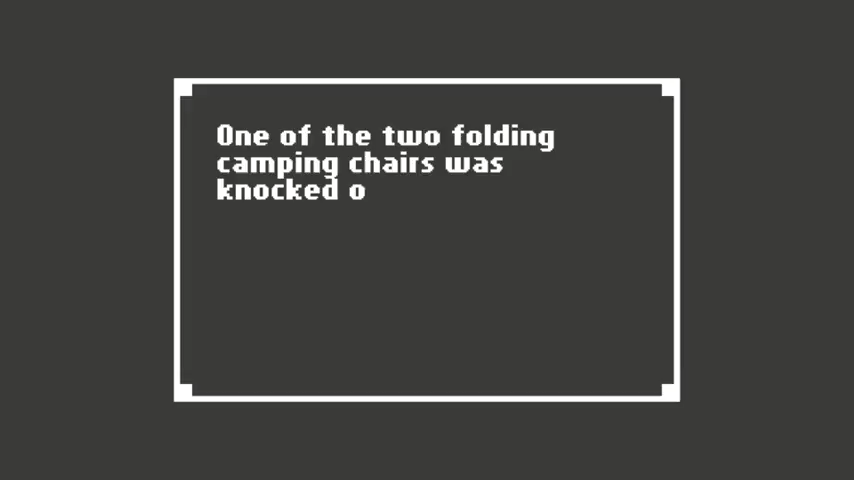 One of the two folding
camping chairs was
knocked o